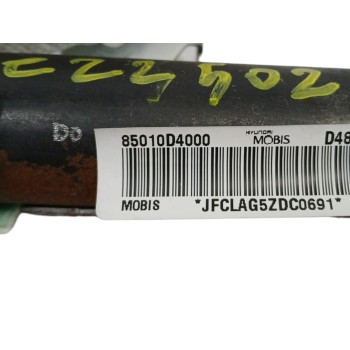 E22502
Do
85010D4000 HYUNDAI MOBIS D48
MOBIS *JFCLAG5ZDC0691*